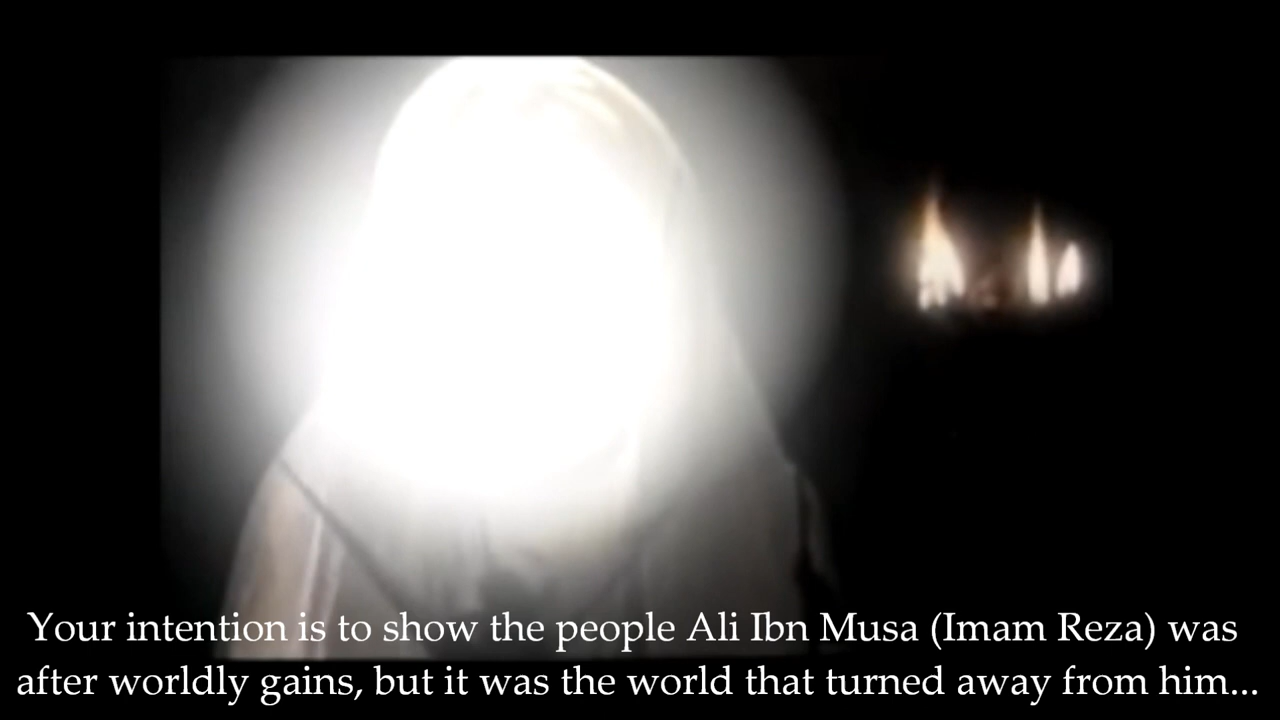 Your intention is to show the people Ali Ibn Musa (Imam Reza) was
after worldly gains, but it was the world that turned away from him...